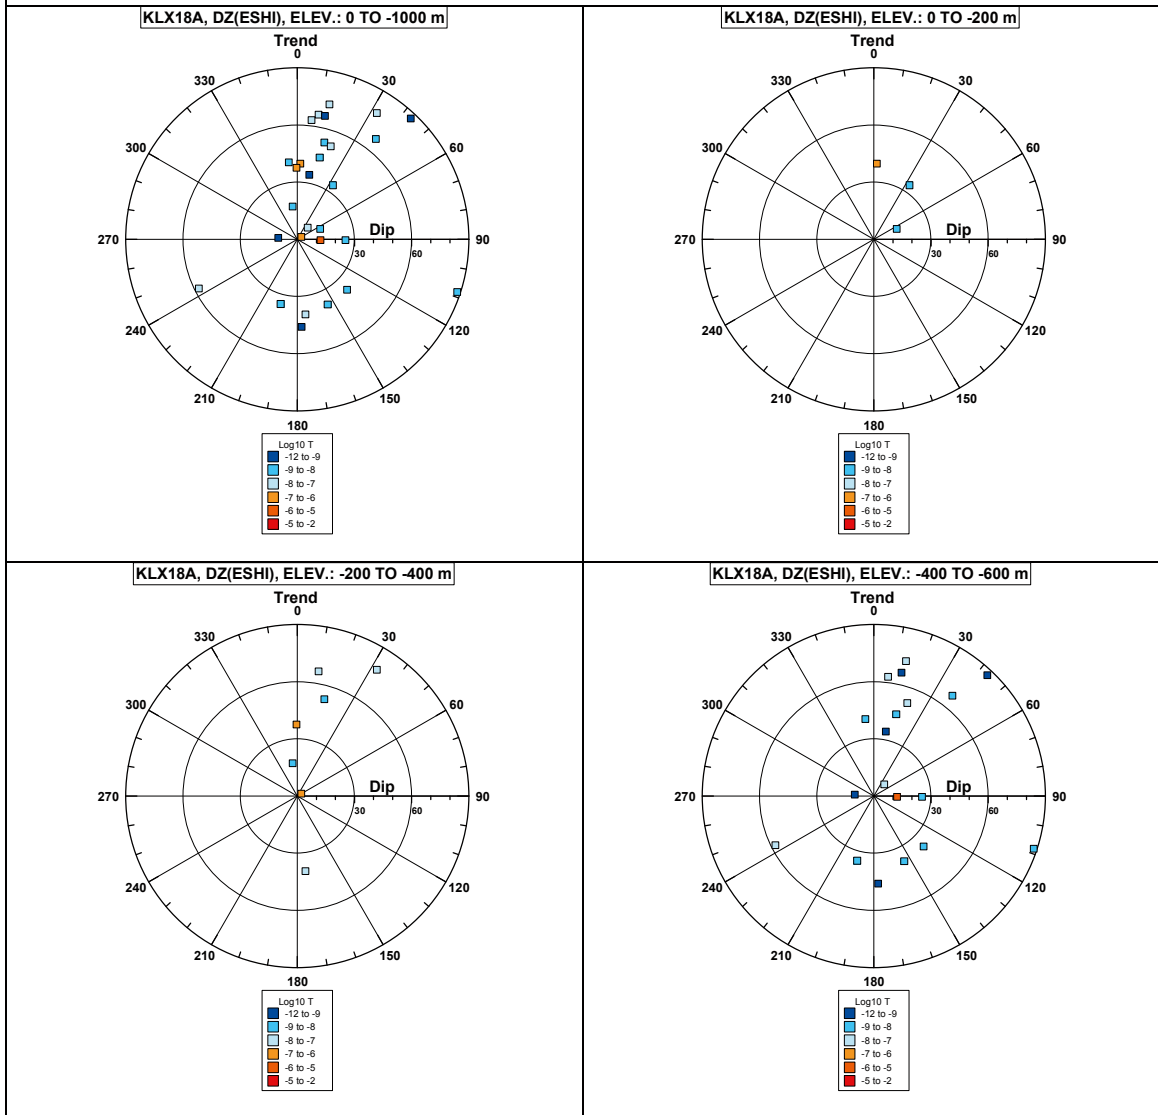 KLX18A, DZ(ESHI), ELEV.: 0 TO -1000 m
Trend
0
330
30
300
60
Dip
270
30
60
90
240
120
210
150
180
Log10 T
-12 to -9
-9 to -8
-8 to -7
-7 to -6
-6 to -5
-5 to -2
KLX18A, DZ(ESHI), ELEV.: 0 TO -200 m
Trend
0
330
30
300
60
Dip
270
30
60
90
240
120
210
150
180
Log10 T
-12 to -9
-9 to -8
-8 to -7
-7 to -6
-6 to -5
-5 to -2
KLX18A, DZ(ESHI), ELEV.: -200 TO -400 m
Trend
0
330
30
300
60
Dip
270
30
60
90
240
120
210
150
180
Log10 T
-12 to -9
-9 to -8
-8 to -7
-7 to -6
-6 to -5
-5 to -2
KLX18A, DZ(ESHI), ELEV.: -400 TO -600 m
Trend
0
330
30
300
60
Dip
270
30
60
90
240
120
210
150
180
Log10 T
-12 to -9
-9 to -8
-8 to -7
-7 to -6
-6 to -5
-5 to -2